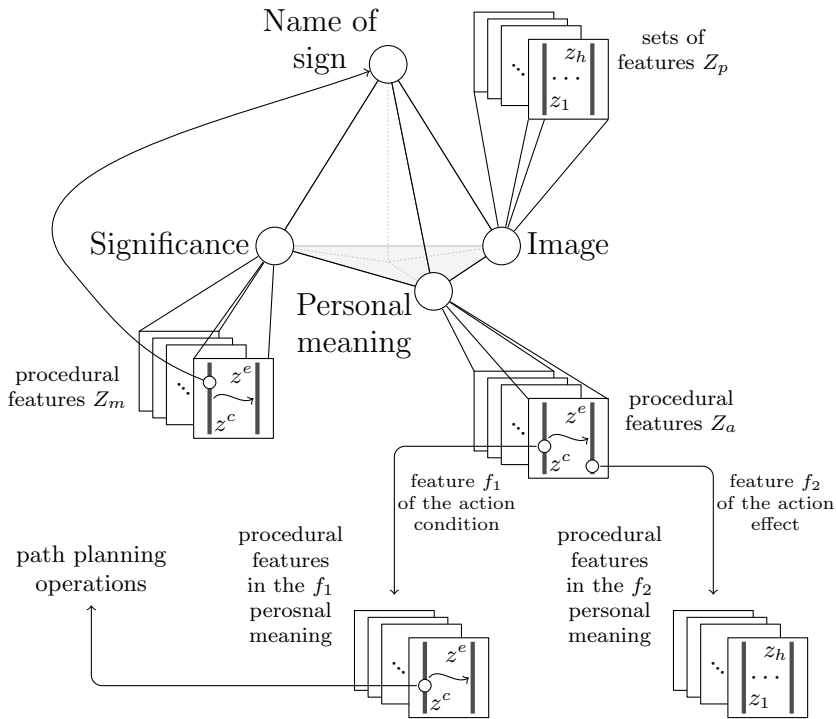 Name of
sign
z_h
. . .
z_1
sets of
features Z_p
Significance
Image
Personal
meaning
procedural
features Z_m
z^e
z^c
z^e
z^c
procedural
features Z_a
feature f_1
of the action
condition
feature f_2
of the action
effect
path planning
operations
procedural
features
in the f_1
perosnal
meaning
z^e
z^c
procedural
features
in the f_2
personal
meaning
z_h
. . .
z_1